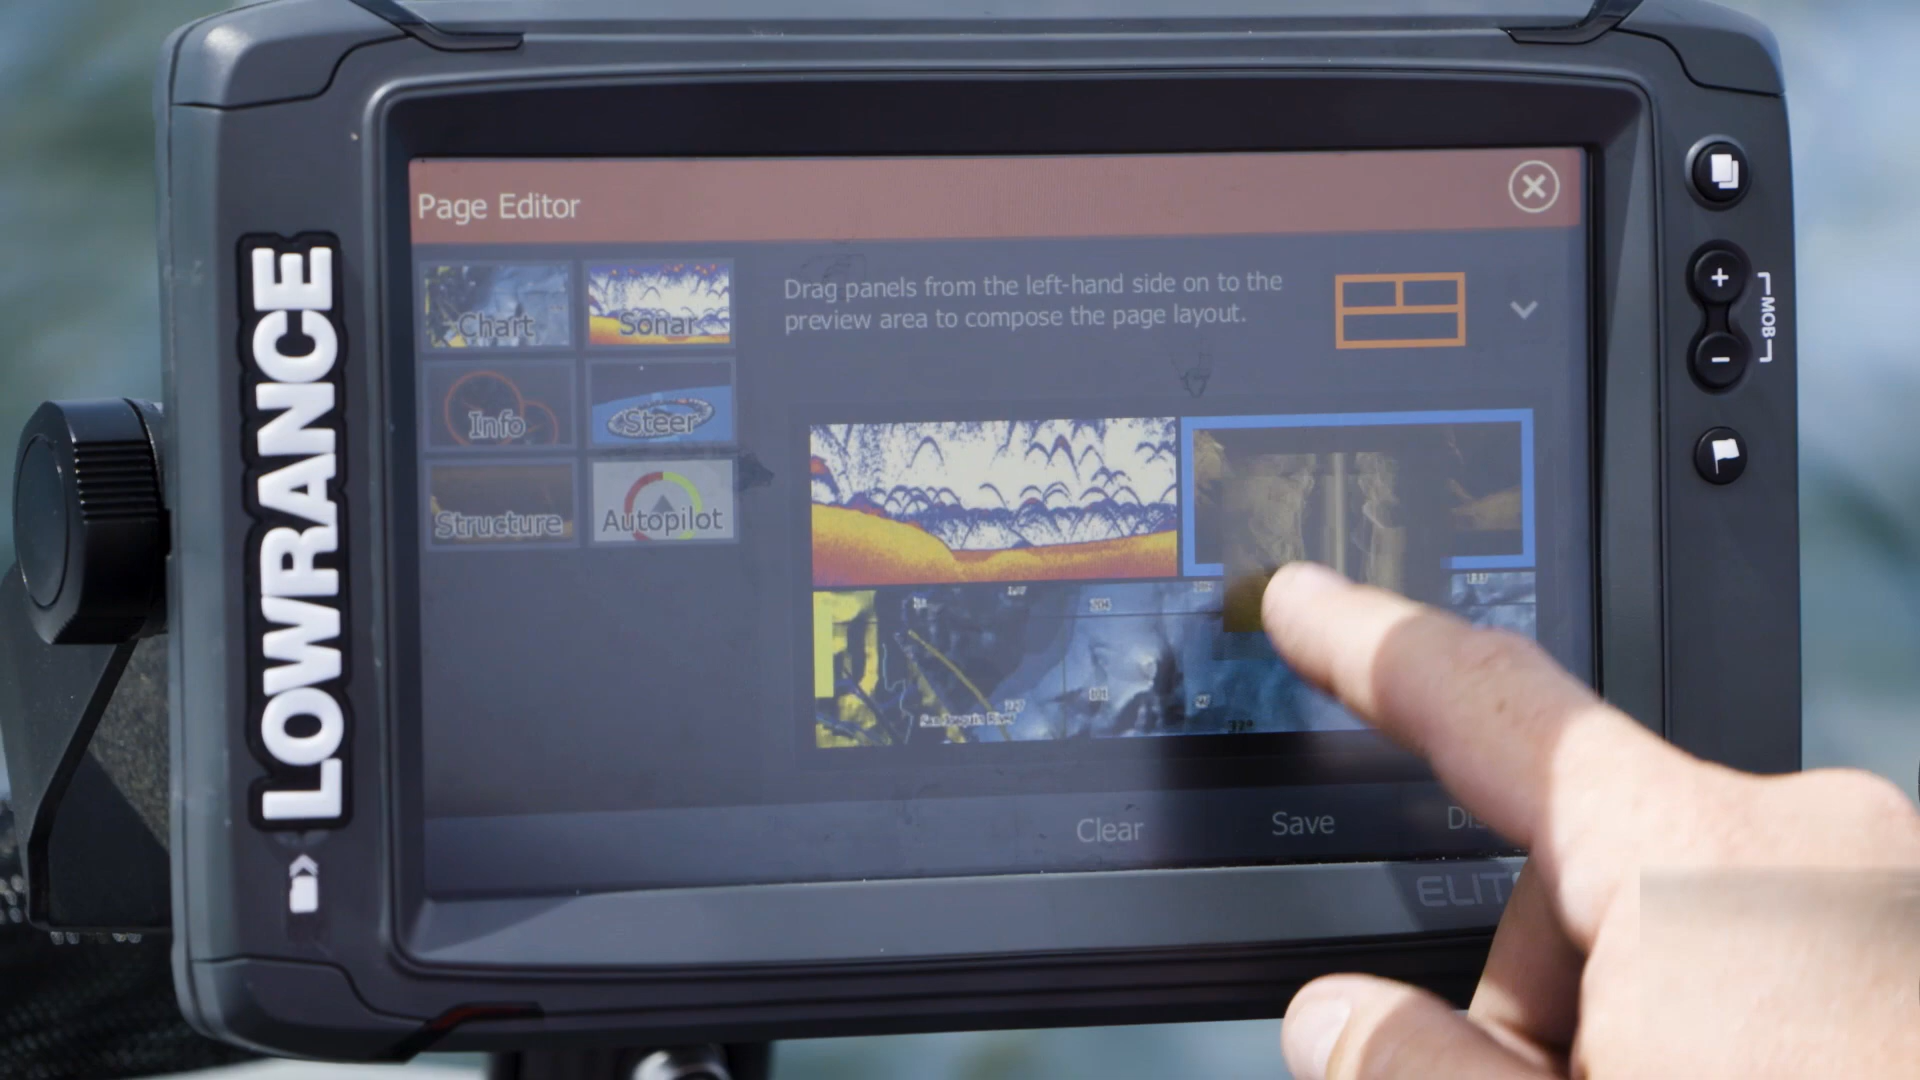 Page Editor
Chart
Sonar
Info
Steer
Structure
Autopilot
Drag panels from the left-hand side on to the
preview area to compose the page layout.
Clear
Save
LOWRANCE
MOB